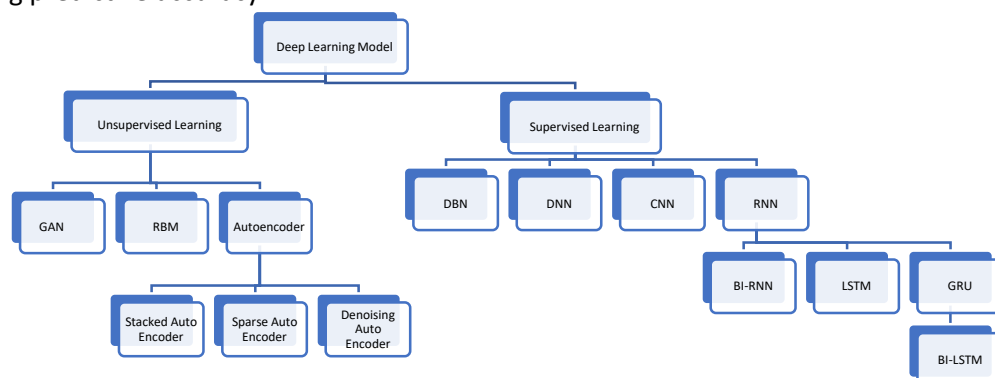 Deep Learning Model
Unsupervised Learning
Supervised Learning
GAN
RBM
Autoencoder
DBN
DNN
CNN
RNN
Stacked Auto
Encoder
Sparse Auto
Encoder
Denoising
Auto
Encoder
BI-RNN
LSTM
GRU
BI-LSTM